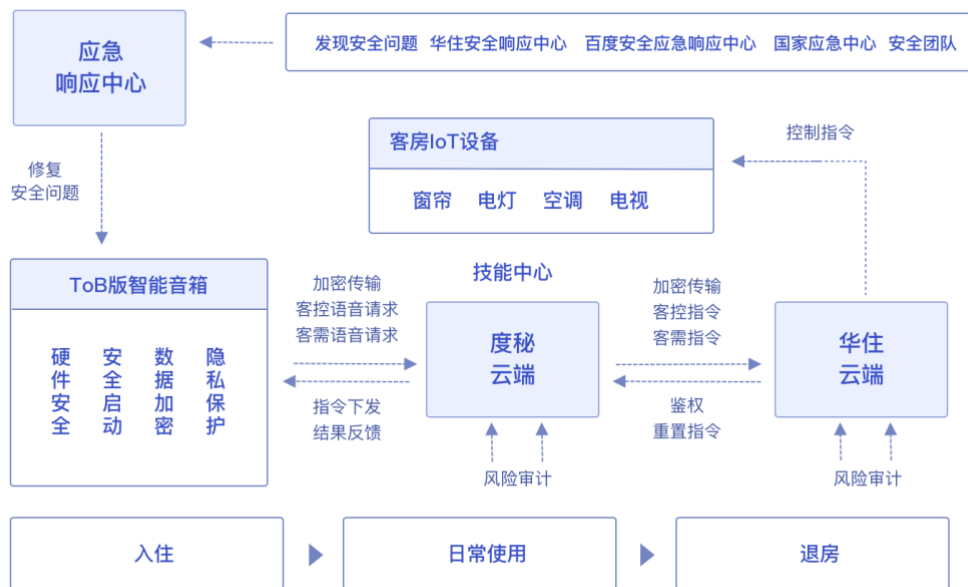 应急
响应中心
发现安全问题 华住安全响应中心 百度安全应急响应中心 国家应急中心 安全团队
修复
安全问题
客房IoT设备
窗帘 电灯 空调 电视
控制指令
ToB版智能音箱
硬件安全
安全启动
数据加密
隐私保护
加密传输
客控语音请求
客需语音请求
指令下发
结果反馈
技能中心
度秘
云端
风险审计
加密传输
客控指令
客需指令
鉴权
重置指令
华住
云端
风险审计
入住
日常使用
退房